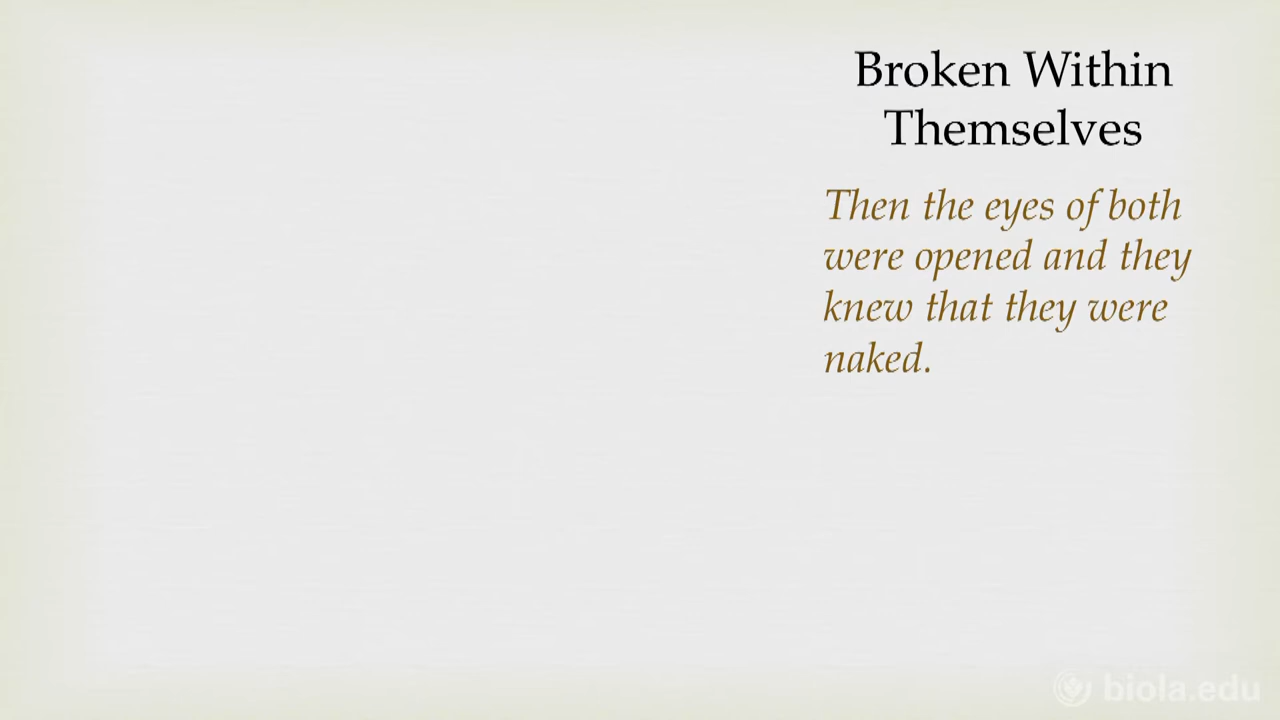 Broken Within
Themselves
Then the eyes of both
were opened and they
knew that they were
naked.
biola.edu